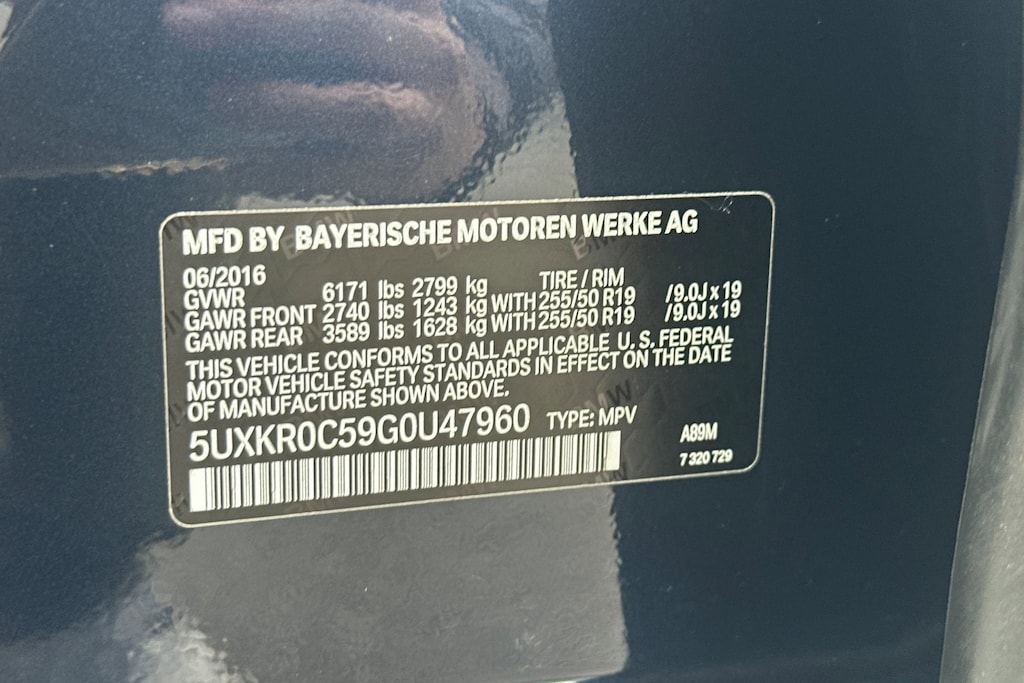 MFD BY BAYERISCHE MOTOREN WERKE AG
06/2016 TIRE / RIM
GVWR 6171 lbs 2799 kg
GAWR FRONT 2740 lbs 1243 kg WITH 255/50 R19 /9.0J x 19
GAWR REAR 3589 lbs 1628 kg WITH 255/50 R19 /9.0J x 19
THIS VEHICLE CONFORMS TO ALL APPLICABLE U.S. FEDERAL
MOTOR VEHICLE SAFETY STANDARDS IN EFFECT ON THE DATE
OF MANUFACTURE SHOWN ABOVE.
5UXKR0C59G0U47960 TYPE: MPV
A89M
7 320 729